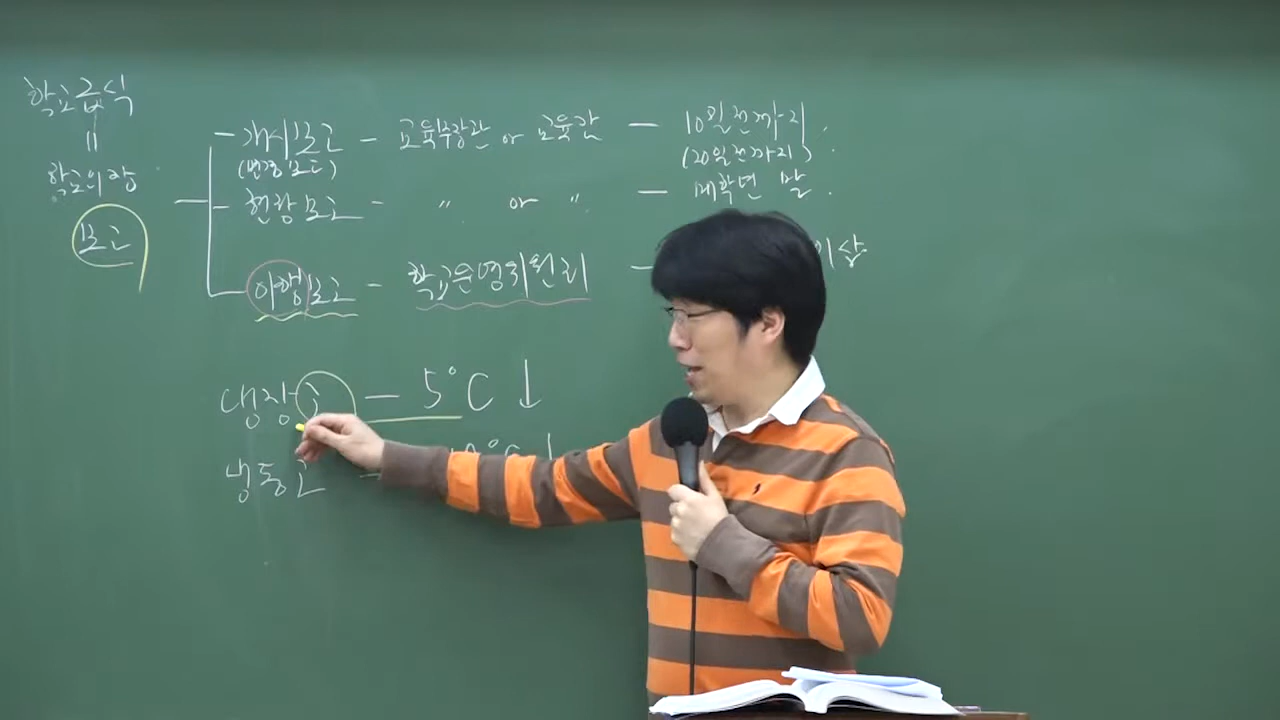 학교급식
||
학교의 장
보고
개시보고 - 교육부장관 or 교육감 - 10일전까지
(변경보고) (20일전까지)
현황보고 - 〃 or 〃 - 매학년 말
이행보고 - 학교운영위원회 - 이상
냉장고 - 5°C ↓
냉동고 - °C ↓